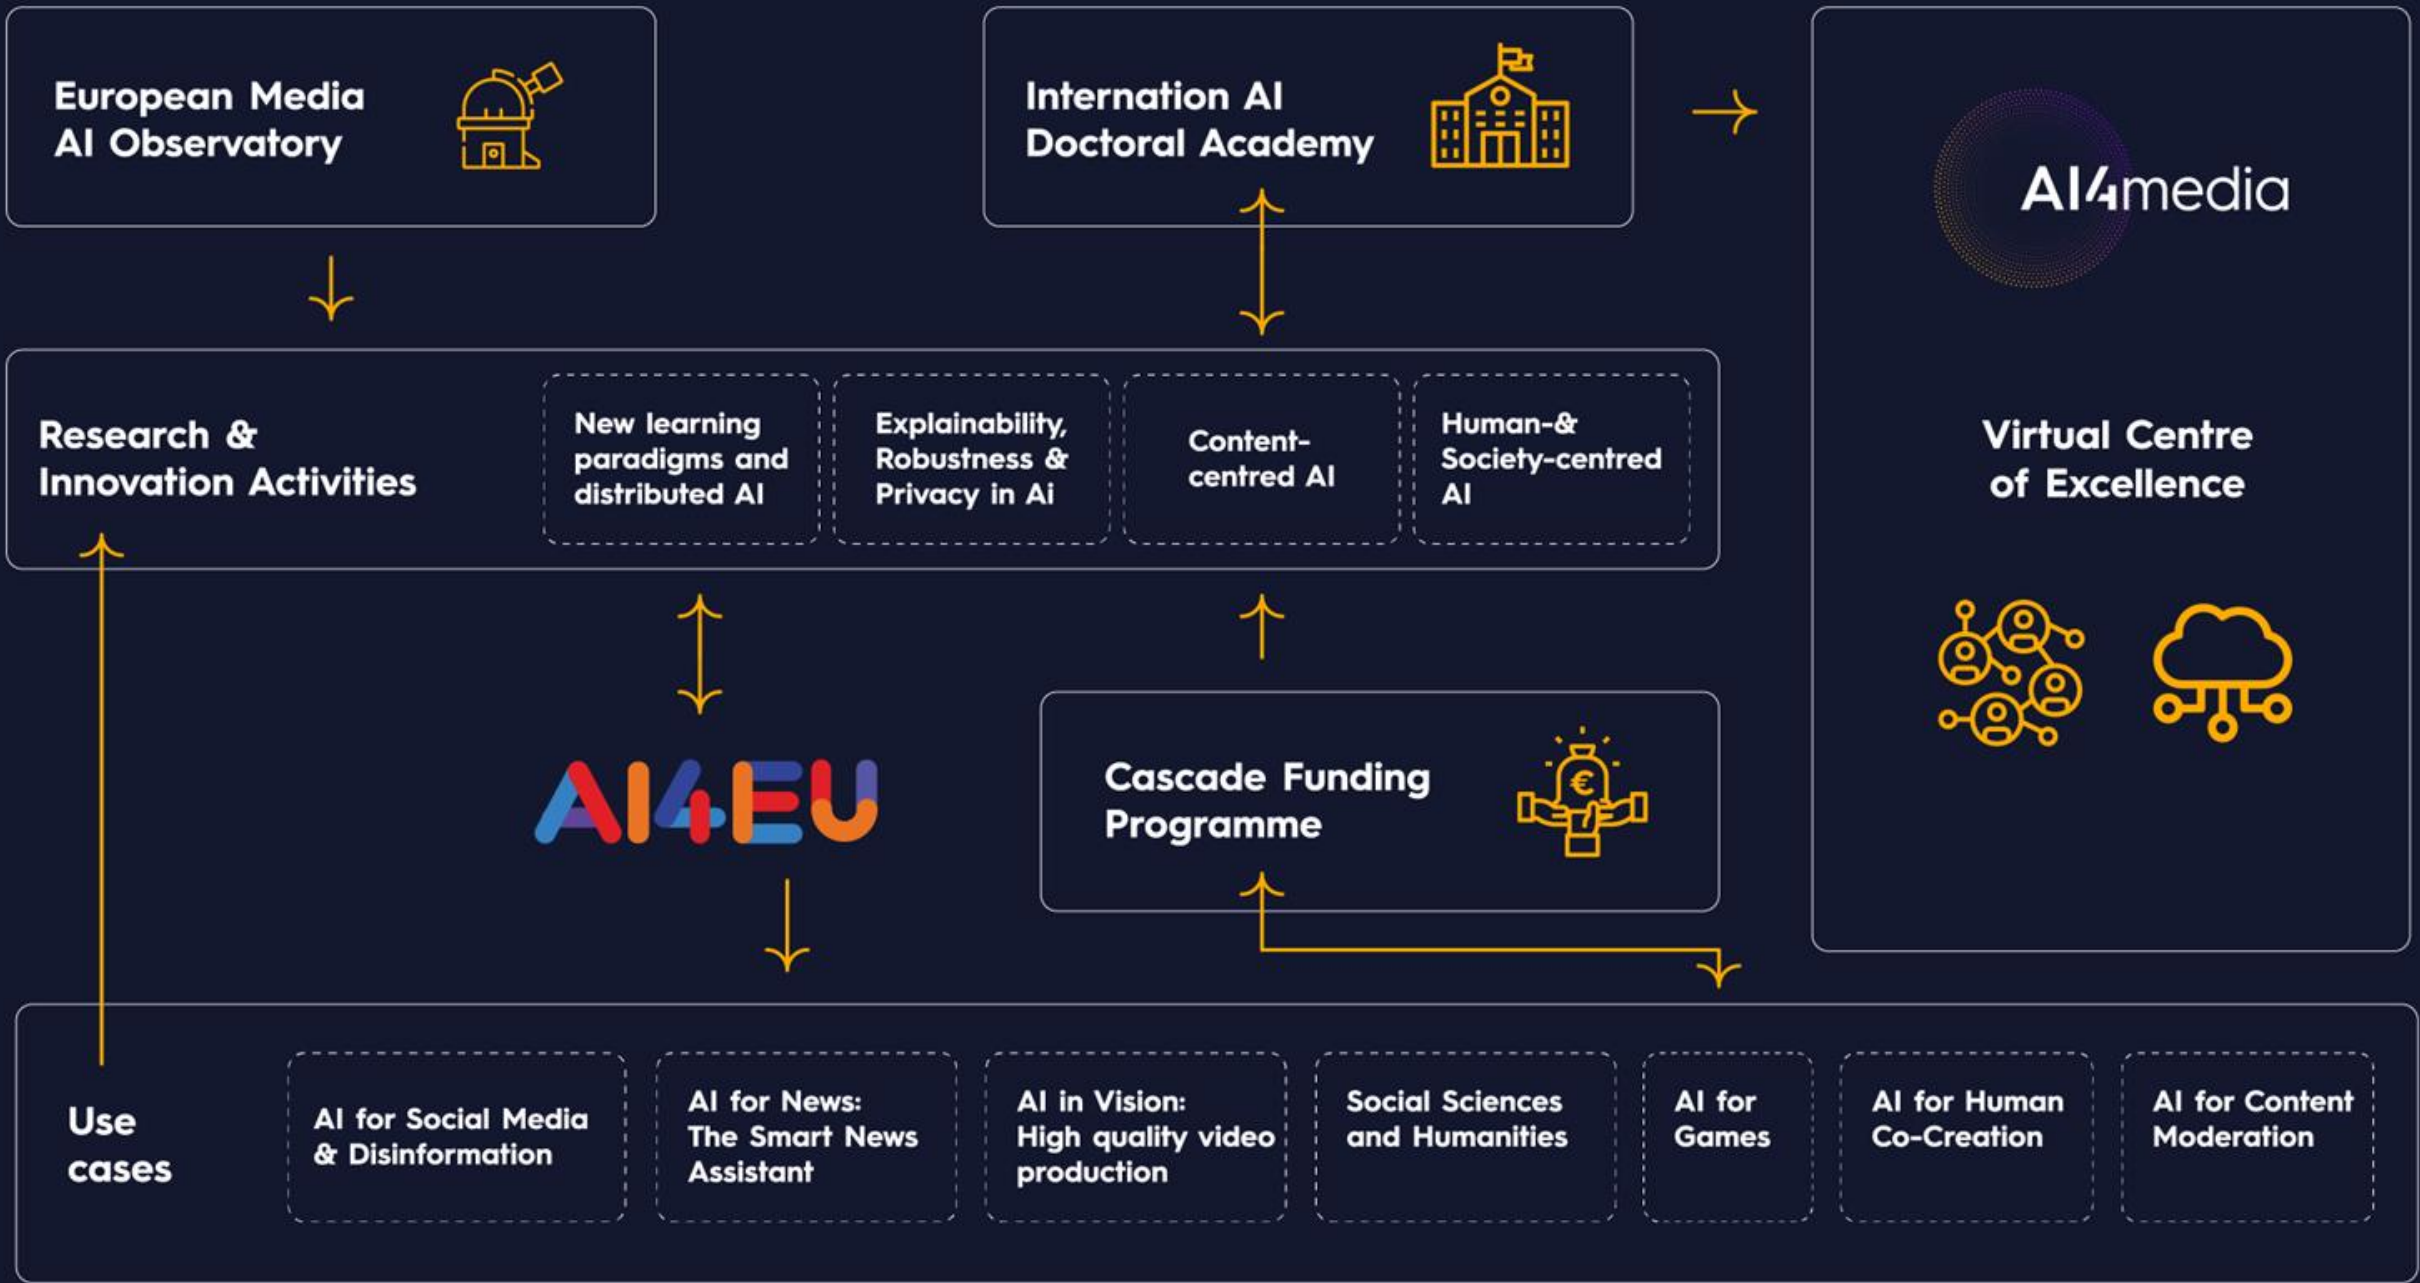 European Media
AI Observatory
Internation AI
Doctoral Academy
AI4media
Virtual Centre
of Excellence
Research &
Innovation Activities
New learning
paradigms and
distributed AI
Explainability,
Robustness &
Privacy in Ai
Content-
centred AI
Human-&
Society-centred
AI
AI4EU
Cascade Funding
Programme
€
Use
cases
AI for Social Media
& Disinformation
AI for News:
The Smart News
Assistant
AI in Vision:
High quality video
production
Social Sciences
and Humanities
AI for
Games
AI for Human
Co-Creation
AI for Content
Moderation